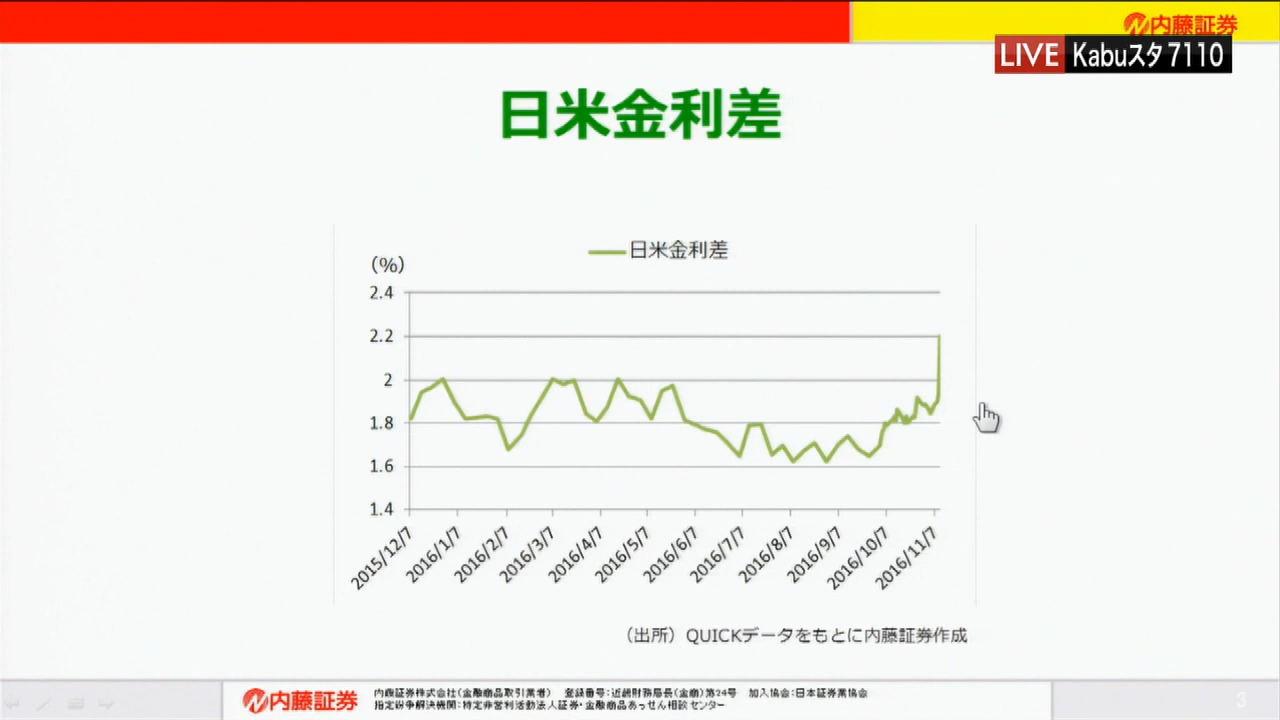 内藤証券
LIVE Kabuスタ 7110
日米金利差
日米金利差
(%)
2.4
2.2
2
1.8
1.6
1.4
2015/12/7
2016/1/7
2016/2/7
2016/3/7
2016/4/7
2016/5/7
2016/6/7
2016/7/7
2016/8/7
2016/9/7
2016/10/7
2016/11/7
（出所）QUICKデータをもとに内藤証券作成
内藤証券
内藤証券株式会社(金融商品取引業者) 登録番号:近畿財務局長(金商)第24号 加入協会:日本証券業協会
指定紛争解決機関:特定非営利活動法人証券・金融商品あっせん相談センター
3